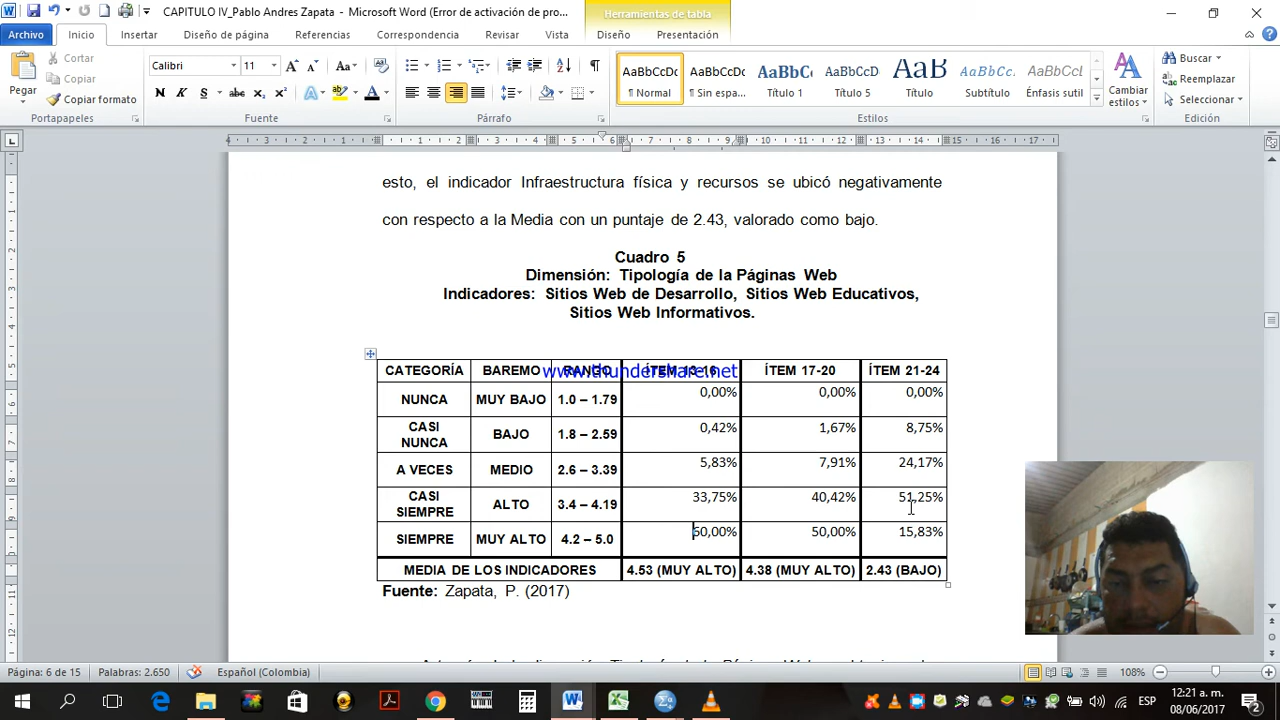 CAPITULO IV_Pablo Andres Zapata - Microsoft Word (Error de activación de pro...
Herramientas de tabla
Archivo Inicio Insertar Diseño de página Referencias Correspondencia Revisar Vista Diseño Presentación
Pegar
Cortar
Copiar
Copiar formato
Portapapeles
Calibri 11
N K S abc x₂ x² A A
Fuente
Párrafo
AaBbCcDc AaBbCcDc AaBbC( AaBbCcDc AaB AaBbCc. AaBbCcDc
¶ Normal ¶ Sin espa... Título 1 Título 5 Título Subtítulo Énfasis sutil
Estilos
Cambiar estilos
Buscar
Reemplazar
Seleccionar
Edición
esto, el indicador Infraestructura física y recursos se ubicó negativamente
con respecto a la Media con un puntaje de 2.43, valorado como bajo.
Cuadro 5
Dimensión: Tipología de la Páginas Web
Indicadores: Sitios Web de Desarrollo, Sitios Web Educativos,
Sitios Web Informativos.
www.thundershare.net
CATEGORÍA BAREMO RANGO ÍTEM 13-16 ÍTEM 17-20 ÍTEM 21-24
NUNCA MUY BAJO 1.0 – 1.79 0,00% 0,00% 0,00%
CASI NUNCA BAJO 1.8 – 2.59 0,42% 1,67% 8,75%
A VECES MEDIO 2.6 – 3.39 5,83% 7,91% 24,17%
CASI SIEMPRE ALTO 3.4 – 4.19 33,75% 40,42% 51,25%
SIEMPRE MUY ALTO 4.2 – 5.0 60,00% 50,00% 15,83%
MEDIA DE LOS INDICADORES 4.53 (MUY ALTO) 4.38 (MUY ALTO) 2.43 (BAJO)
Fuente: Zapata, P. (2017)
Página: 6 de 15 Palabras: 2.650 Español (Colombia) 108%
ESP
12:21 a. m.
08/06/2017